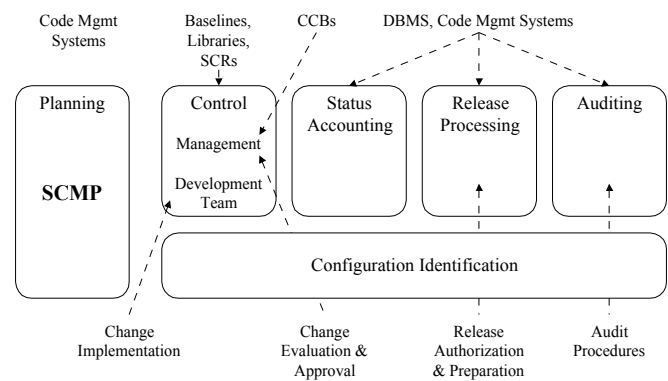 Code Mgmt
Systems
Baselines,
Libraries,
SCRs
CCBs
DBMS, Code Mgmt Systems
Planning
SCMP
Control
Management
Development
Team
Status
Accounting
Release
Processing
Auditing
Configuration Identification
Change
Implementation
Change
Evaluation &
Approval
Release
Authorization
& Preparation
Audit
Procedures